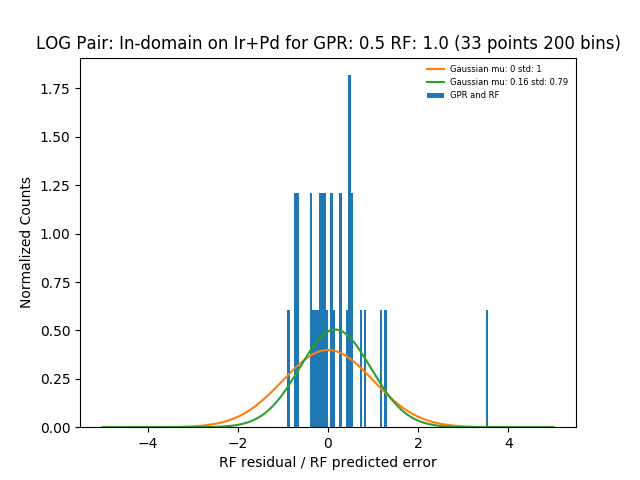 LOG Pair: In-domain on Ir+Pd for GPR: 0.5 RF: 1.0 (33 points 200 bins)
Gaussian mu: 0 std: 1
Gaussian mu: 0.16 std: 0.79
GPR and RF
Normalized Counts
1.75
1.50
1.25
1.00
0.75
0.50
0.25
0.00
−4 −2 0 2 4
RF residual / RF predicted error